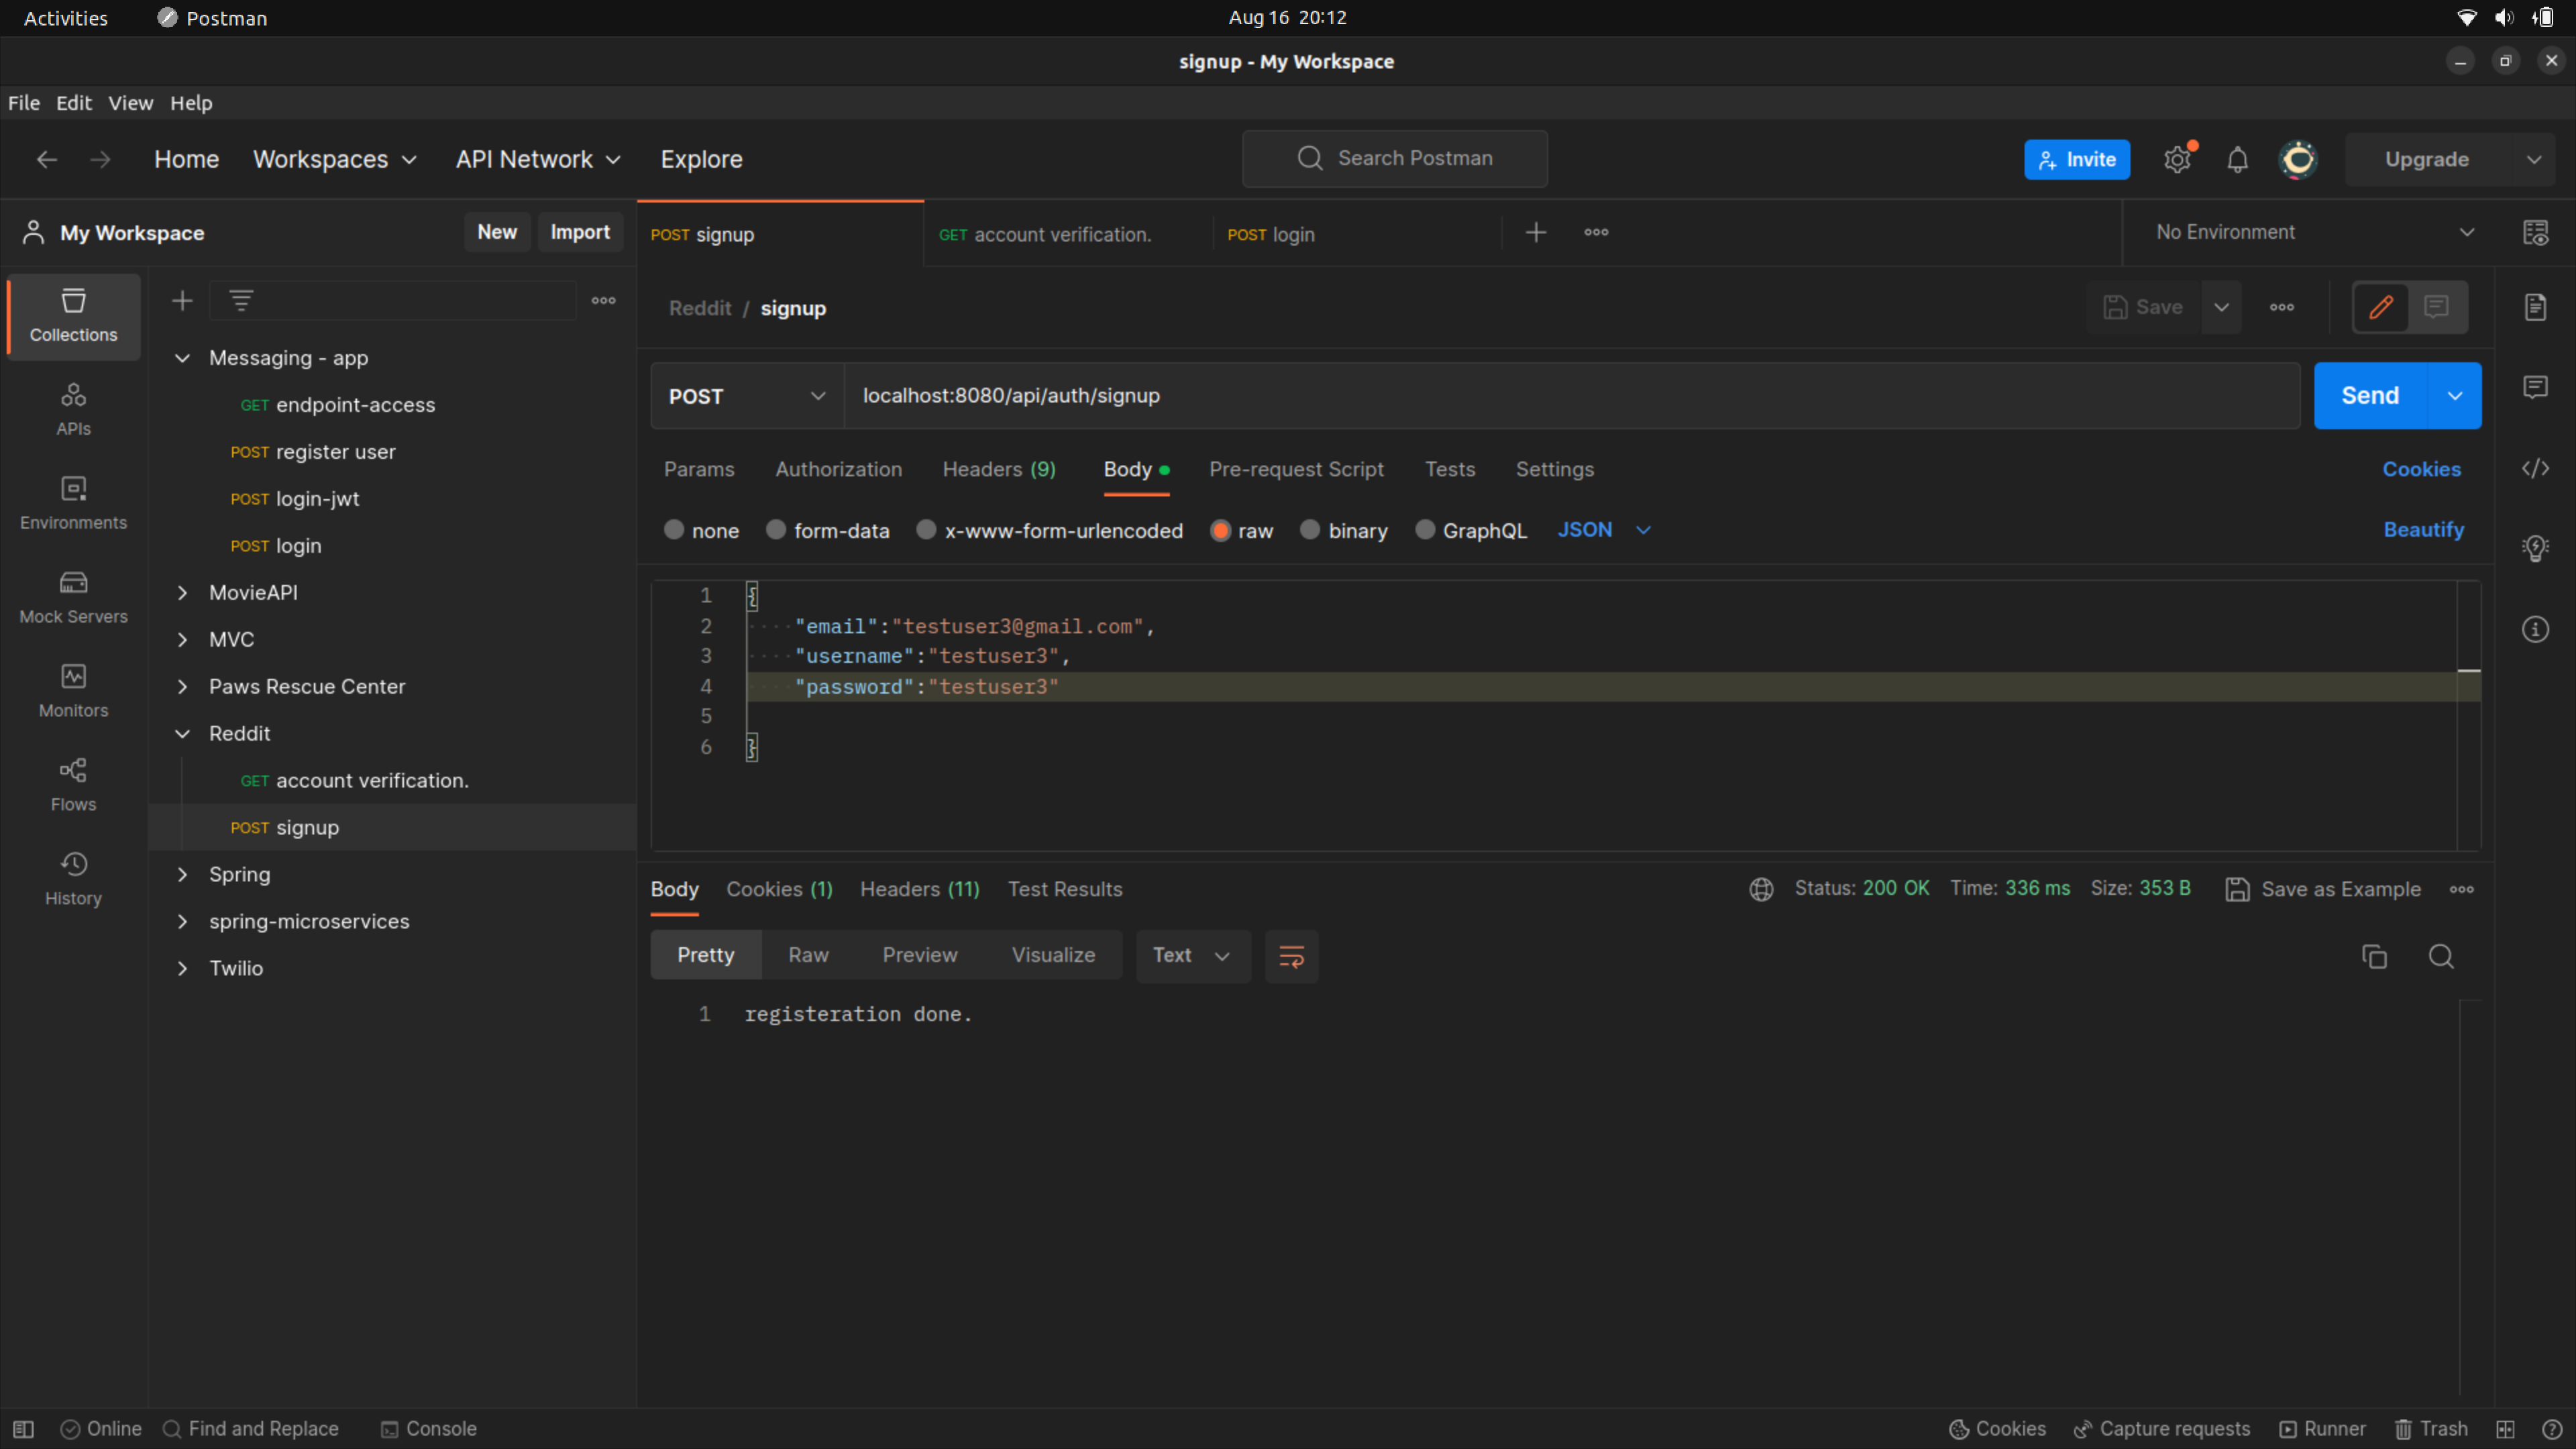 Activities Postman Aug 16 20:12
signup - My Workspace
File Edit View Help
Home Workspaces API Network Explore Search Postman Invite Upgrade
My Workspace New Import POST signup GET account verification. POST login No Environment
Collections
APIs
Environments
Mock Servers
Monitors
Flows
History
Messaging - app
GET endpoint-access
POST register user
POST login-jwt
POST login
MovieAPI
MVC
Paws Rescue Center
Reddit
GET account verification.
POST signup
Spring
spring-microservices
Twilio
Reddit / signup Save
POST localhost:8080/api/auth/signup Send
Params Authorization Headers (9) Body Pre-request Script Tests Settings Cookies
none form-data x-www-form-urlencoded raw binary GraphQL JSON Beautify
1 {
2 "email":"testuser3@gmail.com",
3 "username":"testuser3",
4 "password":"testuser3"
5
6 }
Body Cookies (1) Headers (11) Test Results Status: 200 OK Time: 336 ms Size: 353 B Save as Example
Pretty Raw Preview Visualize Text
1 registeration done.
Online Find and Replace Console Cookies Capture requests Runner Trash